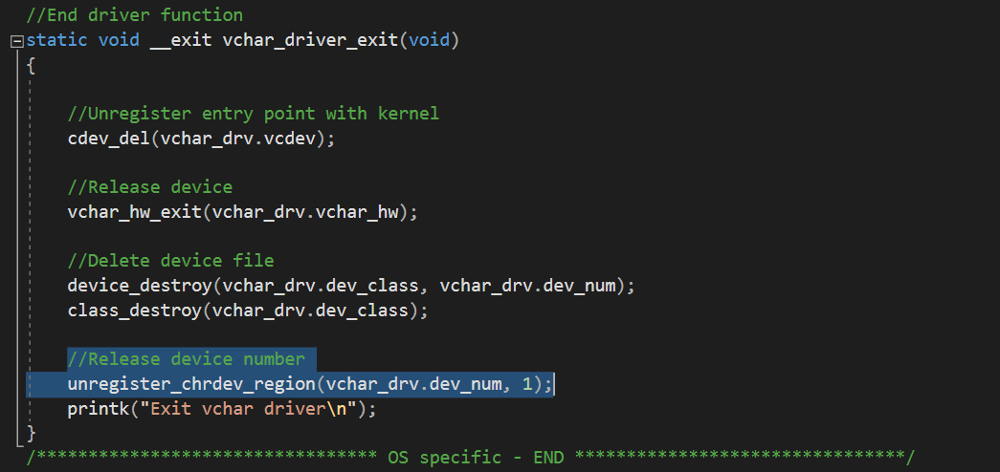 //End driver function
static void __exit vchar_driver_exit(void)
{
//Unregister entry point with kernel
cdev_del(vchar_drv.vcdev);
//Release device
vchar_hw_exit(vchar_drv.vchar_hw);
//Delete device file
device_destroy(vchar_drv.dev_class, vchar_drv.dev_num);
class_destroy(vchar_drv.dev_class);
//Release device number
unregister_chrdev_region(vchar_drv.dev_num, 1);
printk("Exit vchar driver\n");
}
/********************************* OS specific - END ********************************/